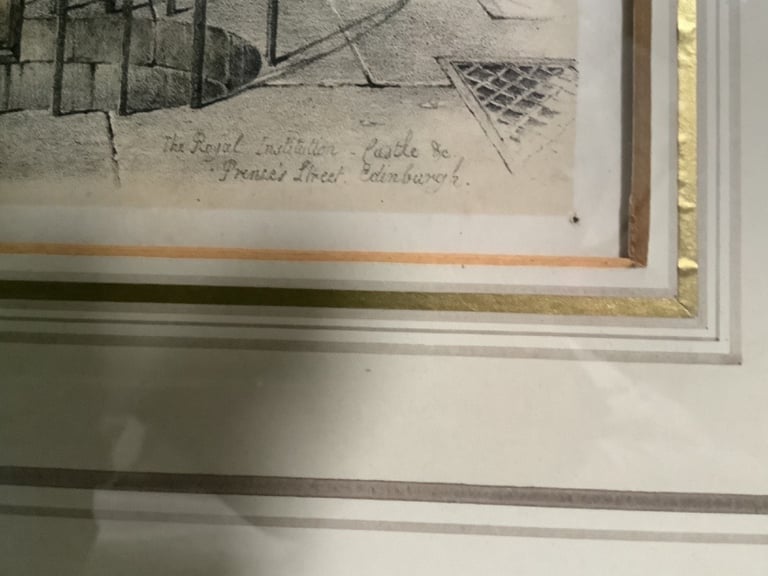 The Royal Institution - Castle &c
Prince's Street. Edinburgh.